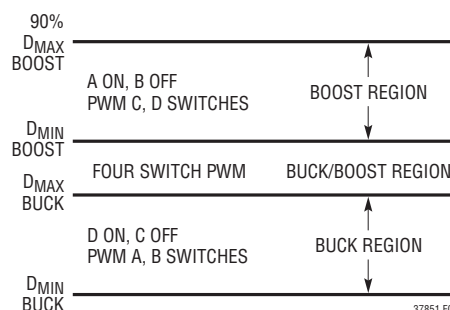 90%
DMAX
BOOST
A ON, B OFF
PWM C, D SWITCHES
BOOST REGION
DMIN
BOOST
FOUR SWITCH PWM
BUCK/BOOST REGION
DMAX
BUCK
D ON, C OFF
PWM A, B SWITCHES
BUCK REGION
DMIN
BUCK